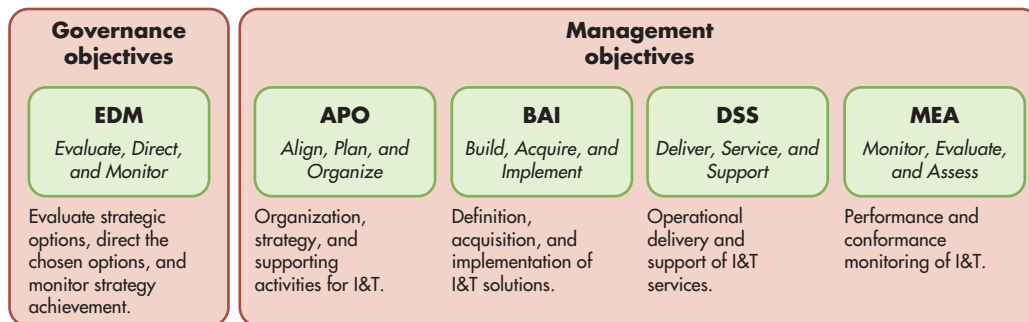 Governance
objectives
EDM
Evaluate, Direct,
and Monitor
Evaluate strategic
options, direct the
chosen options, and
monitor strategy
achievement.
Management
objectives
APO
Align, Plan, and
Organize
Organization,
strategy, and
supporting
activities for I&T.
BAI
Build, Acquire, and
Implement
Definition,
acquisition, and
implementation of
I&T solutions.
DSS
Deliver, Service, and
Support
Operational
delivery and
support of I&T
services.
MEA
Monitor, Evaluate,
and Assess
Performance and
conformance
monitoring of I&T.